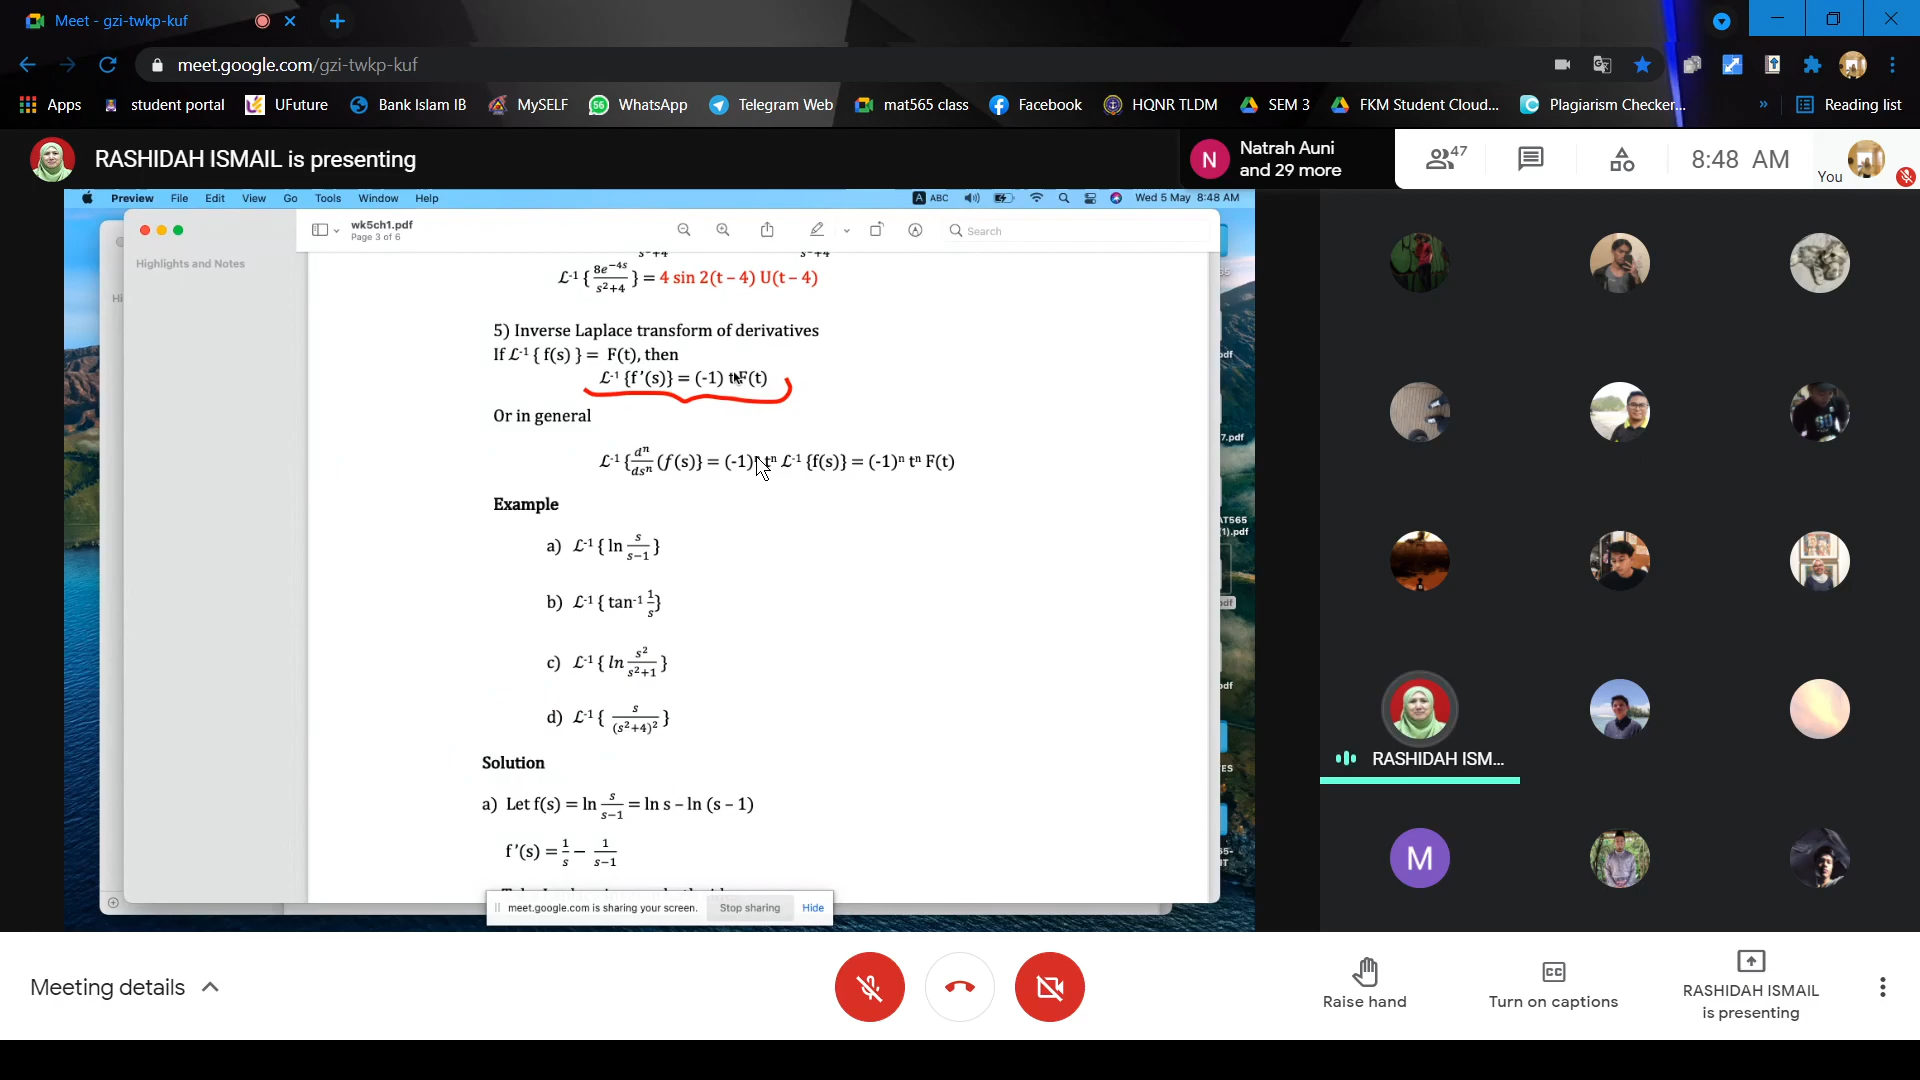 Meet - gzi-twkp-kuf
meet.google.com/gzi-twkp-kuf
Apps student portal UFuture Bank Islam IB MySELF 56 WhatsApp Telegram Web mat565 class Facebook HQNR TLDM SEM 3 FKM Student Cloud... Plagiarism Checker... » Reading list
RASHIDAH ISMAIL is presenting
N Natrah Auni
and 29 more
47
8:48 AM
You
Preview File Edit View Go Tools Window Help A ABC Wed 5 May 8:48 AM
wk5ch1.pdf
Page 3 of 6
Search
Highlights and Notes
Hi
ℒ⁻¹ { 8e⁻⁴ˢ / s²+4 } = 4 sin 2(t – 4) U(t – 4)
5) Inverse Laplace transform of derivatives
If ℒ⁻¹ { f(s) } = F(t), then
ℒ⁻¹ {f '(s)} = (-1) tF(t)
Or in general
ℒ⁻¹ {dⁿ/dsⁿ (f(s)} = (-1)ⁿ tⁿ ℒ⁻¹ {f(s)} = (-1)ⁿ tⁿ F(t)
Example
a) ℒ⁻¹ { ln s/s−1 }
b) ℒ⁻¹ { tan⁻¹ 1/s }
c) ℒ⁻¹ { ln s²/s²+1 }
d) ℒ⁻¹ { s/(s²+4)² }
Solution
a) Let f(s) = ln s/s−1 = ln s – ln (s – 1)
f '(s) = 1/s − 1/s−1
meet.google.com is sharing your screen. Stop sharing Hide
7.pdf
(1).pdf
RASHIDAH ISM...
M
Meeting details
Raise hand
CC
Turn on captions
RASHIDAH ISMAIL
is presenting